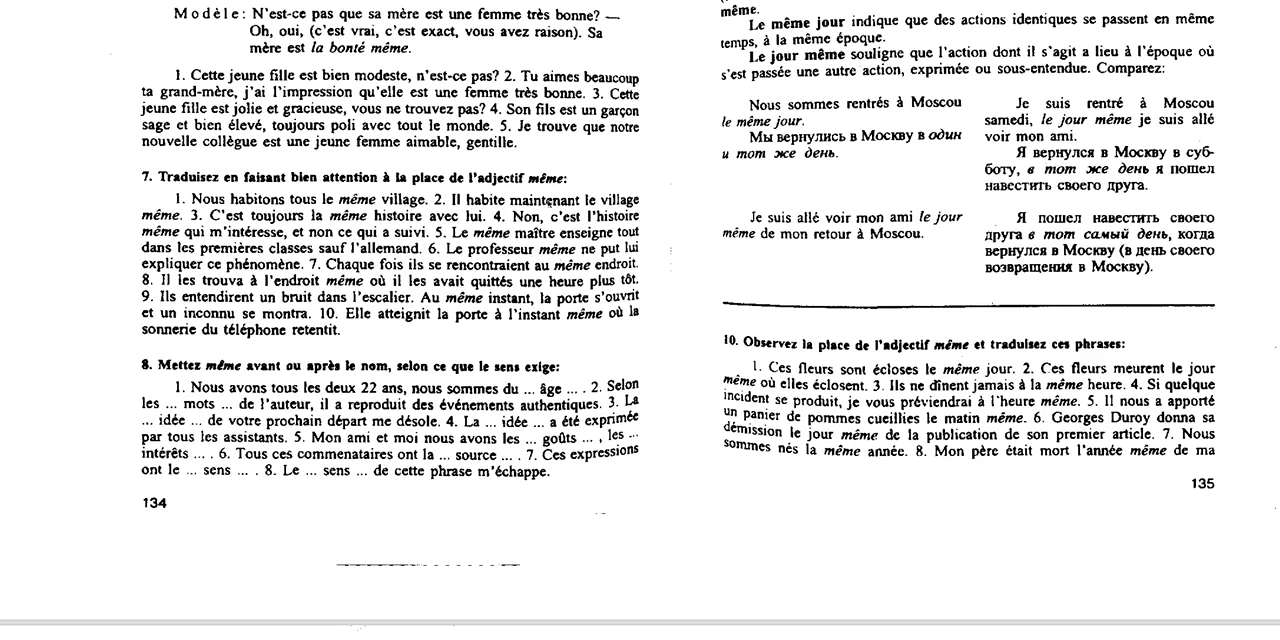 Modèle: N'est-ce pas que sa mère est une femme très bonne? —
Oh, oui, (c'est vrai, c'est exact, vous avez raison). Sa
mère est la bonté même.
1. Cette jeune fille est bien modeste, n'est-ce pas? 2. Tu aimes beaucoup
ta grand-mère, j'ai l'impression qu'elle est une femme très bonne. 3. Cette
jeune fille est jolie et gracieuse, vous ne trouvez pas? 4. Son fils est un garçon
sage et bien élevé, toujours poli avec tout le monde. 5. Je trouve que notre
nouvelle collègue est une jeune femme aimable, gentille.
7. Traduisez en faisant bien attention à la place de l'adjectif même:
1. Nous habitons tous le même village. 2. Il habite maintenant le village
même. 3. C'est toujours la même histoire avec lui. 4. Non, c'est l'histoire
même qui m'intéresse, et non ce qui a suivi. 5. Le même maître enseigne tout
dans les premières classes sauf l'allemand. 6. Le professeur même ne put lui
expliquer ce phénomène. 7. Chaque fois ils se rencontraient au même endroit.
8. Il les trouva à l'endroit même où il les avait quittés une heure plus tôt.
9. Ils entendirent un bruit dans l'escalier. Au même instant, la porte s'ouvrit
et un inconnu se montra. 10. Elle atteignit la porte à l'instant même où la
sonnerie du téléphone retentit.
8. Mettez même avant ou après le nom, selon ce que le sens exige:
1. Nous avons tous les deux 22 ans, nous sommes du ... âge ... . 2. Selon
les ... mots ... de l'auteur, il a reproduit des événements authentiques. 3. La
... idée ... de votre prochain départ me désole. 4. La ... idée ... a été exprimée
par tous les assistants. 5. Mon ami et moi nous avons les ... goûts ... , les ...
intérêts ... . 6. Tous ces commenataires ont la ... source ... . 7. Ces expressions
ont le ... sens ... . 8. Le ... sens ... de cette phrase m'échappe.
134
même.
Le même jour indique que des actions identiques se passent en même
temps, à la même époque.
Le jour même souligne que l'action dont il s'agit a lieu à l'époque où
s'est passée une autre action, exprimée ou sous-entendue. Comparez:
Nous sommes rentrés à Moscou
le même jour.
Мы вернулись в Москву в один
и тот же день.
Je suis rentré à Moscou
samedi, le jour même je suis allé
voir mon ami.
Я вернулся в Москву в суб-
боту, в тот же день я пошел
навестить своего друга.
Je suis allé voir mon ami le jour
même de mon retour à Moscou.
Я пошел навестить своего
друга в тот самый день, когда
вернулся в Москву (в день своего
возвращения в Москву).
10. Observez la place de l'adjectif même et traduisez ces phrases:
1. Ces fleurs sont écloses le même jour. 2. Ces fleurs meurent le jour
même où elles éclosent. 3. Ils ne dînent jamais à la même heure. 4. Si quelque
incident se produit, je vous préviendrai à l'heure même. 5. Il nous a apporté
un panier de pommes cueillies le matin même. 6. Georges Duroy donna sa
démission le jour même de la publication de son premier article. 7. Nous
sommes nés la même année. 8. Mon père était mort l'année même de ma
135